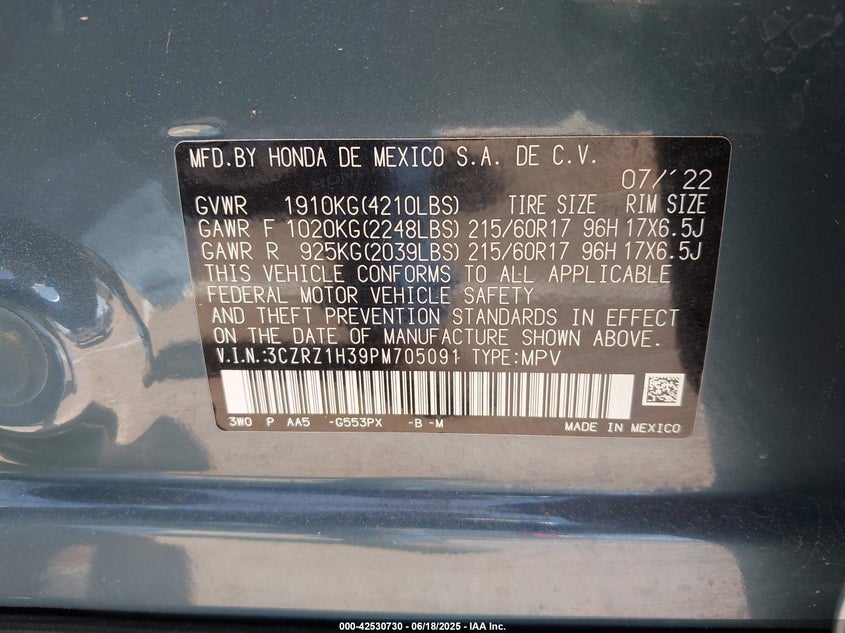 MFD.BY HONDA DE MEXICO S.A. DE C.V.
07/'22
GVWR 1910KG(4210LBS) TIRE SIZE RIM SIZE
GAWR F 1020KG(2248LBS) 215/60R17 96H 17X6.5J
GAWR R 925KG(2039LBS) 215/60R17 96H 17X6.5J
THIS VEHICLE CONFORMS TO ALL APPLICABLE
FEDERAL MOTOR VEHICLE SAFETY
AND THEFT PREVENTION STANDARDS IN EFFECT
ON THE DATE OF MANUFACTURE SHOWN ABOVE.
V.I.N.:3CZRZ1H39PM705091 TYPE:MPV
3W0 P AA5 -G553PX -B -M
MADE IN MEXICO
000-42530730 - 06/18/2025 - IAA Inc.